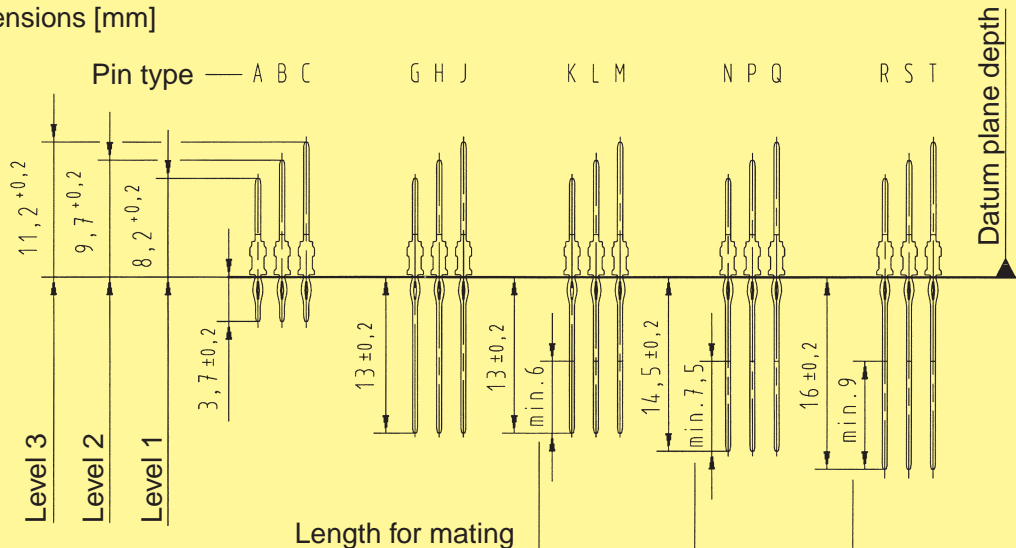 ensions [mm]
Pin type A B C G H J K L M N P Q R S T
Datum plane depth
11,2 +0,2
9,7 +0,2
8,2 +0,2
3,7 ±0,2
13 ±0,2
13 ±0,2
min.6
14,5 ±0,2
min.7,5
16 ±0,2
min.9
Level 3
Level 2
Level 1
Length for mating